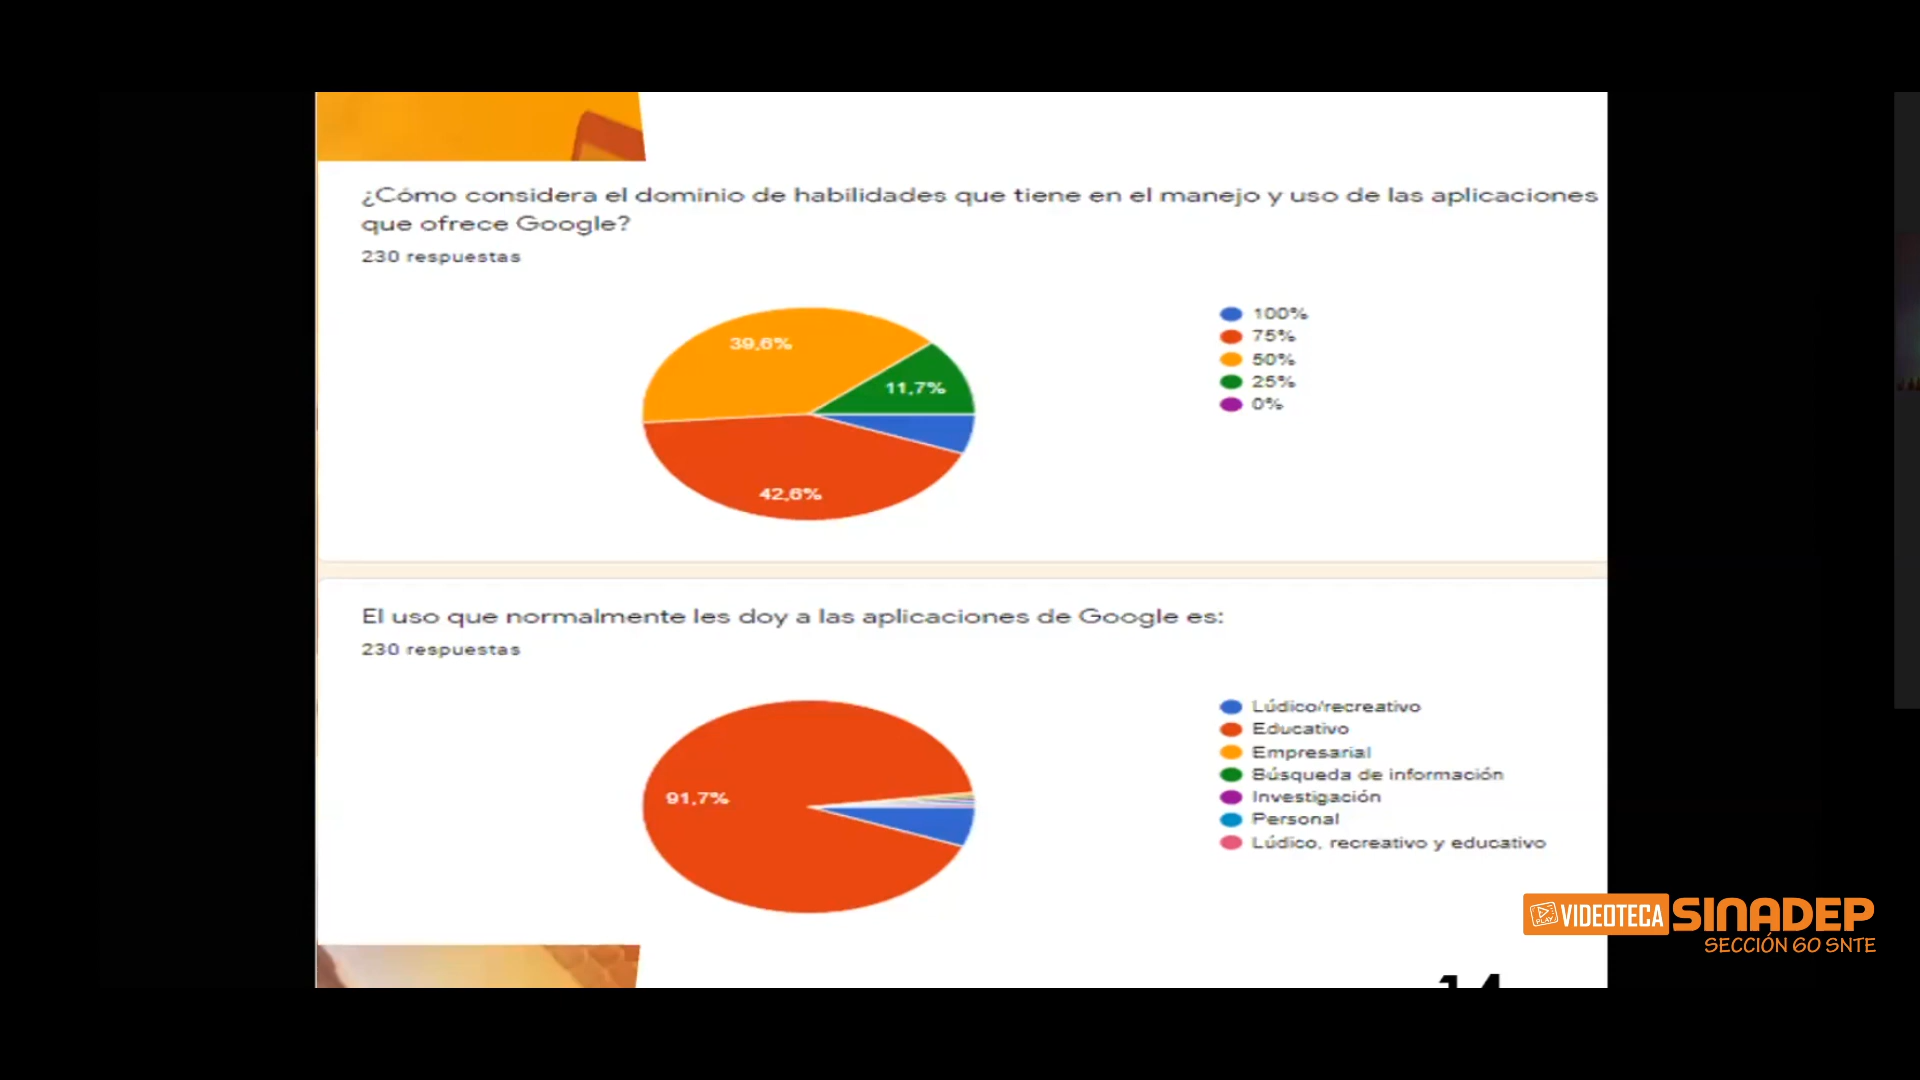 ¿Cómo considera el dominio de habilidades que tiene en el manejo y uso de las aplicaciones
que ofrece Google?
230 respuestas
39,6%
11,7%
42,6%
100%
75%
50%
25%
0%
El uso que normalmente les doy a las aplicaciones de Google es:
230 respuestas
91,7%
Lúdico/recreativo
Educativo
Empresarial
Búsqueda de información
Investigación
Personal
Lúdico, recreativo y educativo
PLAY VIDEOTECA SINADEP
SECCIÓN 60 SNTE
14